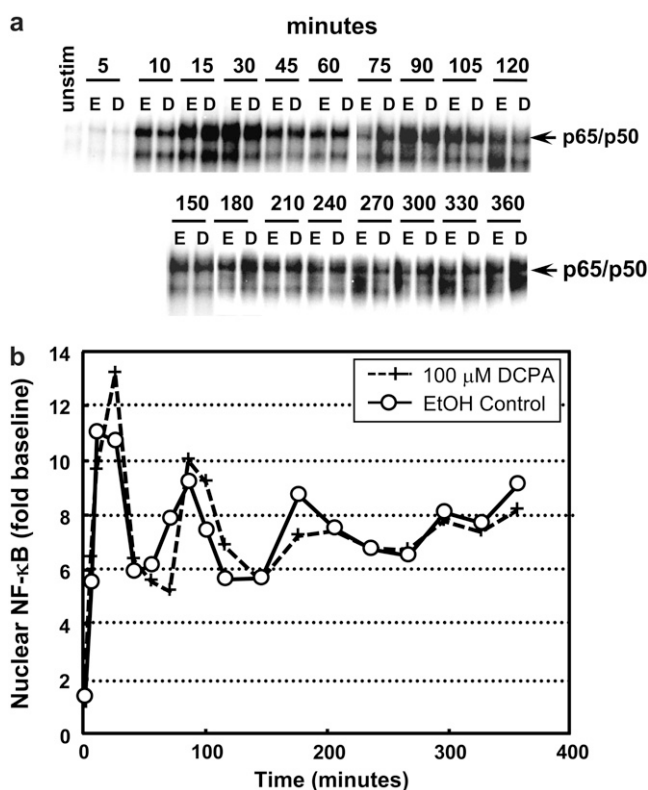 a
minutes
unstim
5 10 15 30 45 60 75 90 105 120
E D E D E D E D E D E D E D E D E D E D
p65/p50
150 180 210 240 270 300 330 360
E D E D E D E D E D E D E D E D
p65/p50
b
Nuclear NF-κB (fold baseline)
14
12
10
8
6
4
2
0
100 μM DCPA
EtOH Control
0 100 200 300 400
Time (minutes)